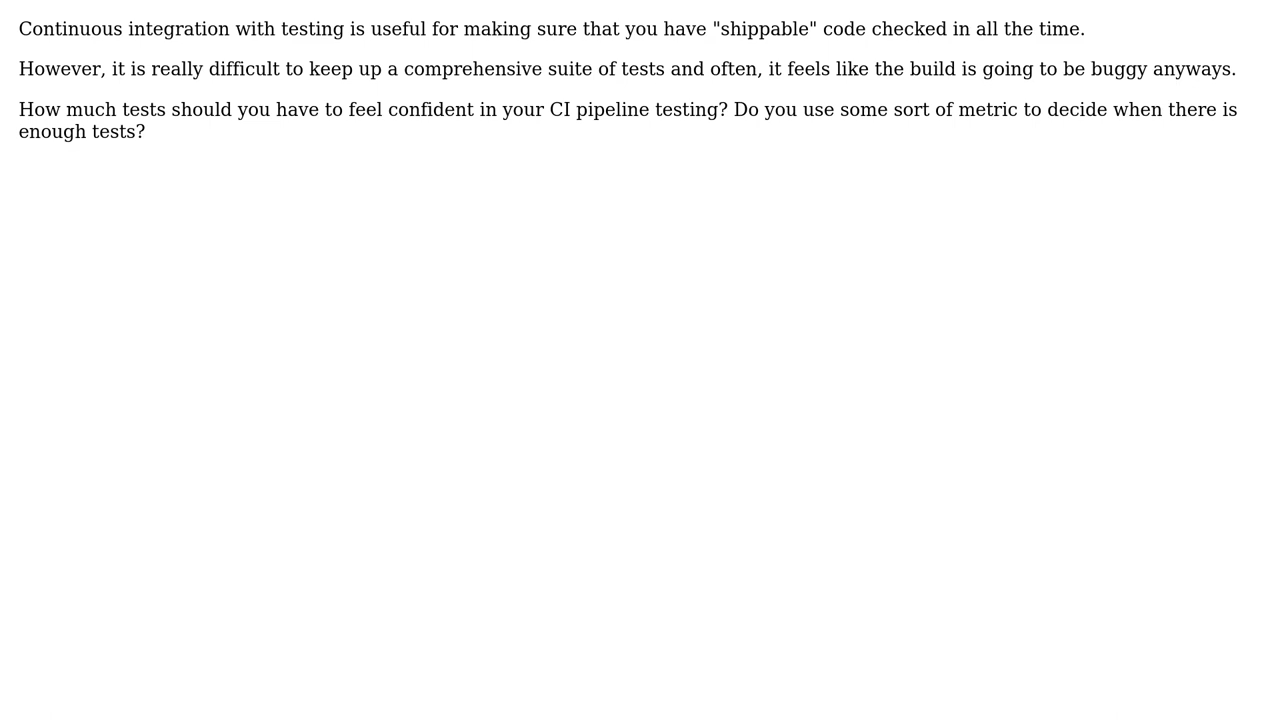 Continuous integration with testing is useful for making sure that you have "shippable" code checked in all the time.
However, it is really difficult to keep up a comprehensive suite of tests and often, it feels like the build is going to be buggy anyways.
How much tests should you have to feel confident in your CI pipeline testing? Do you use some sort of metric to decide when there is
enough tests?